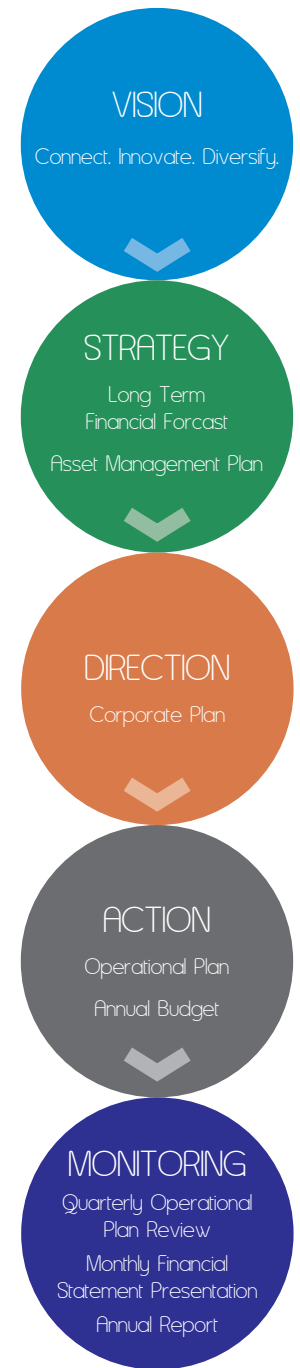 VISION
Connect. Innovate. Diversify.
STRATEGY
Long Term
Financial Forcast
Asset Management Plan
DIRECTION
Corporate Plan
ACTION
Operational Plan
Annual Budget
MONITORING
Quarterly Operational
Plan Review
Monthly Financial
Statement Presentation
Annual Report